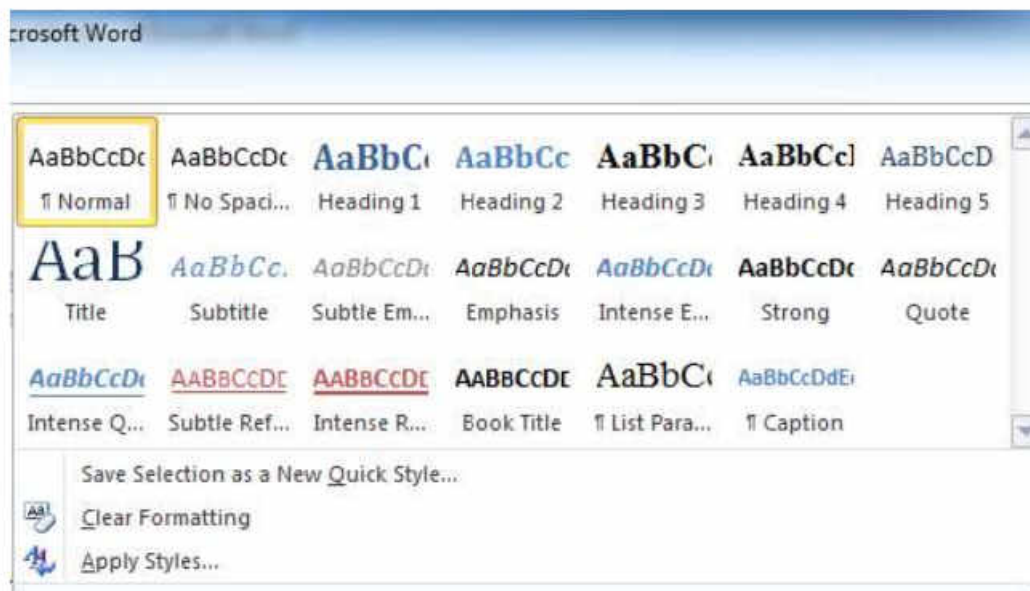 crosoft Word
AaBbCcDc AaBbCcDc AaBbC AaBbCc AaBbC AaBbCcl AaBbCcD
¶ Normal ¶ No Spaci... Heading 1 Heading 2 Heading 3 Heading 4 Heading 5
AaB AaBbCc. AaBbCcDc AaBbCcDc AaBbCcDc AaBbCcDc AaBbCcDc
Title Subtitle Subtle Em... Emphasis Intense E... Strong Quote
AaBbCcDc AABBCCDE AABBCCDE AABBCCDE AaBbC AaBbCcDdE
Intense Q... Subtle Ref... Intense R... Book Title ¶ List Para... ¶ Caption
Save Selection as a New Quick Style...
Clear Formatting
Apply Styles...